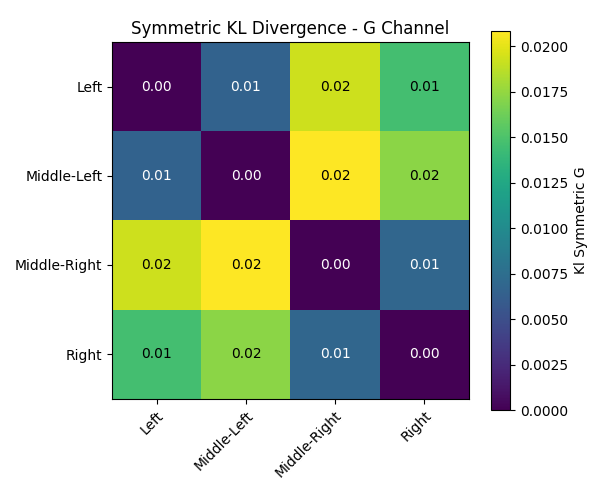 Symmetric KL Divergence - G Channel
Left 0.00 0.01 0.02 0.01
Middle-Left 0.01 0.00 0.02 0.02
Middle-Right 0.02 0.02 0.00 0.01
Right 0.01 0.02 0.01 0.00
Left Middle-Left Middle-Right Right
0.0200
0.0175
0.0150
0.0125
0.0100
0.0075
0.0050
0.0025
0.0000
Kl Symmetric G